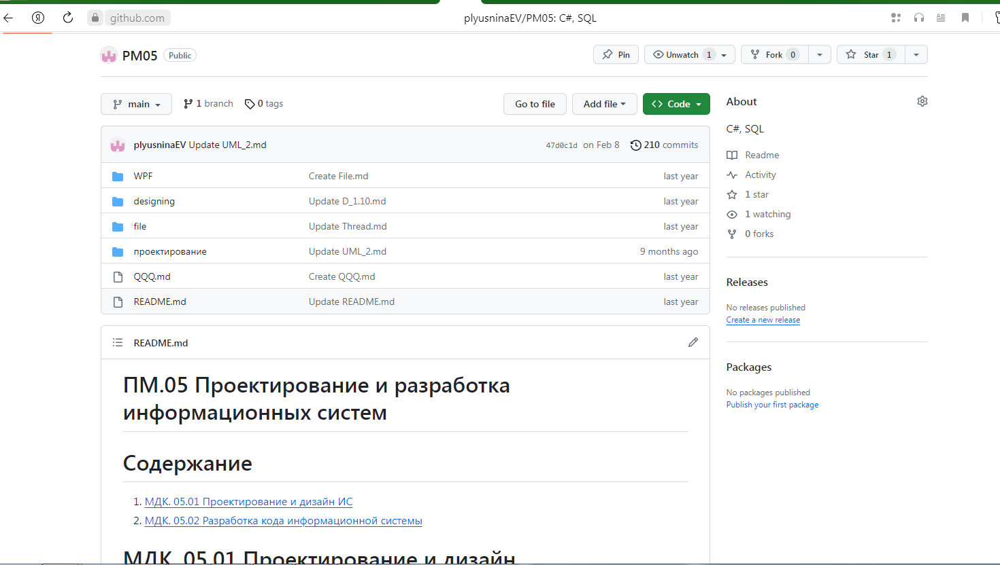 Я github.com plyusninaEV/PM05: C#, SQL
PM05 Public Pin Unwatch 1 Fork 0 Star 1
main 1 branch 0 tags Go to file Add file <> Code
plyusninaEV Update UML_2.md 47d0c1d on Feb 8 210 commits
WPF Create File.md last year
designing Update D_1.10.md last year
file Update Thread.md last year
проектирование Update UML_2.md 9 months ago
QQQ.md Create QQQ.md last year
README.md Update README.md last year
README.md
ПМ.05 Проектирование и разработка
информационных систем
Содержание
1. МДК. 05.01 Проектирование и дизайн ИС
2. МДК. 05.02 Разработка кода информационной системы
МДК. 05.01 Проектирование и дизайн
About
C#, SQL
Readme
Activity
1 star
1 watching
0 forks
Releases
No releases published
Create a new release
Packages
No packages published
Publish your first package